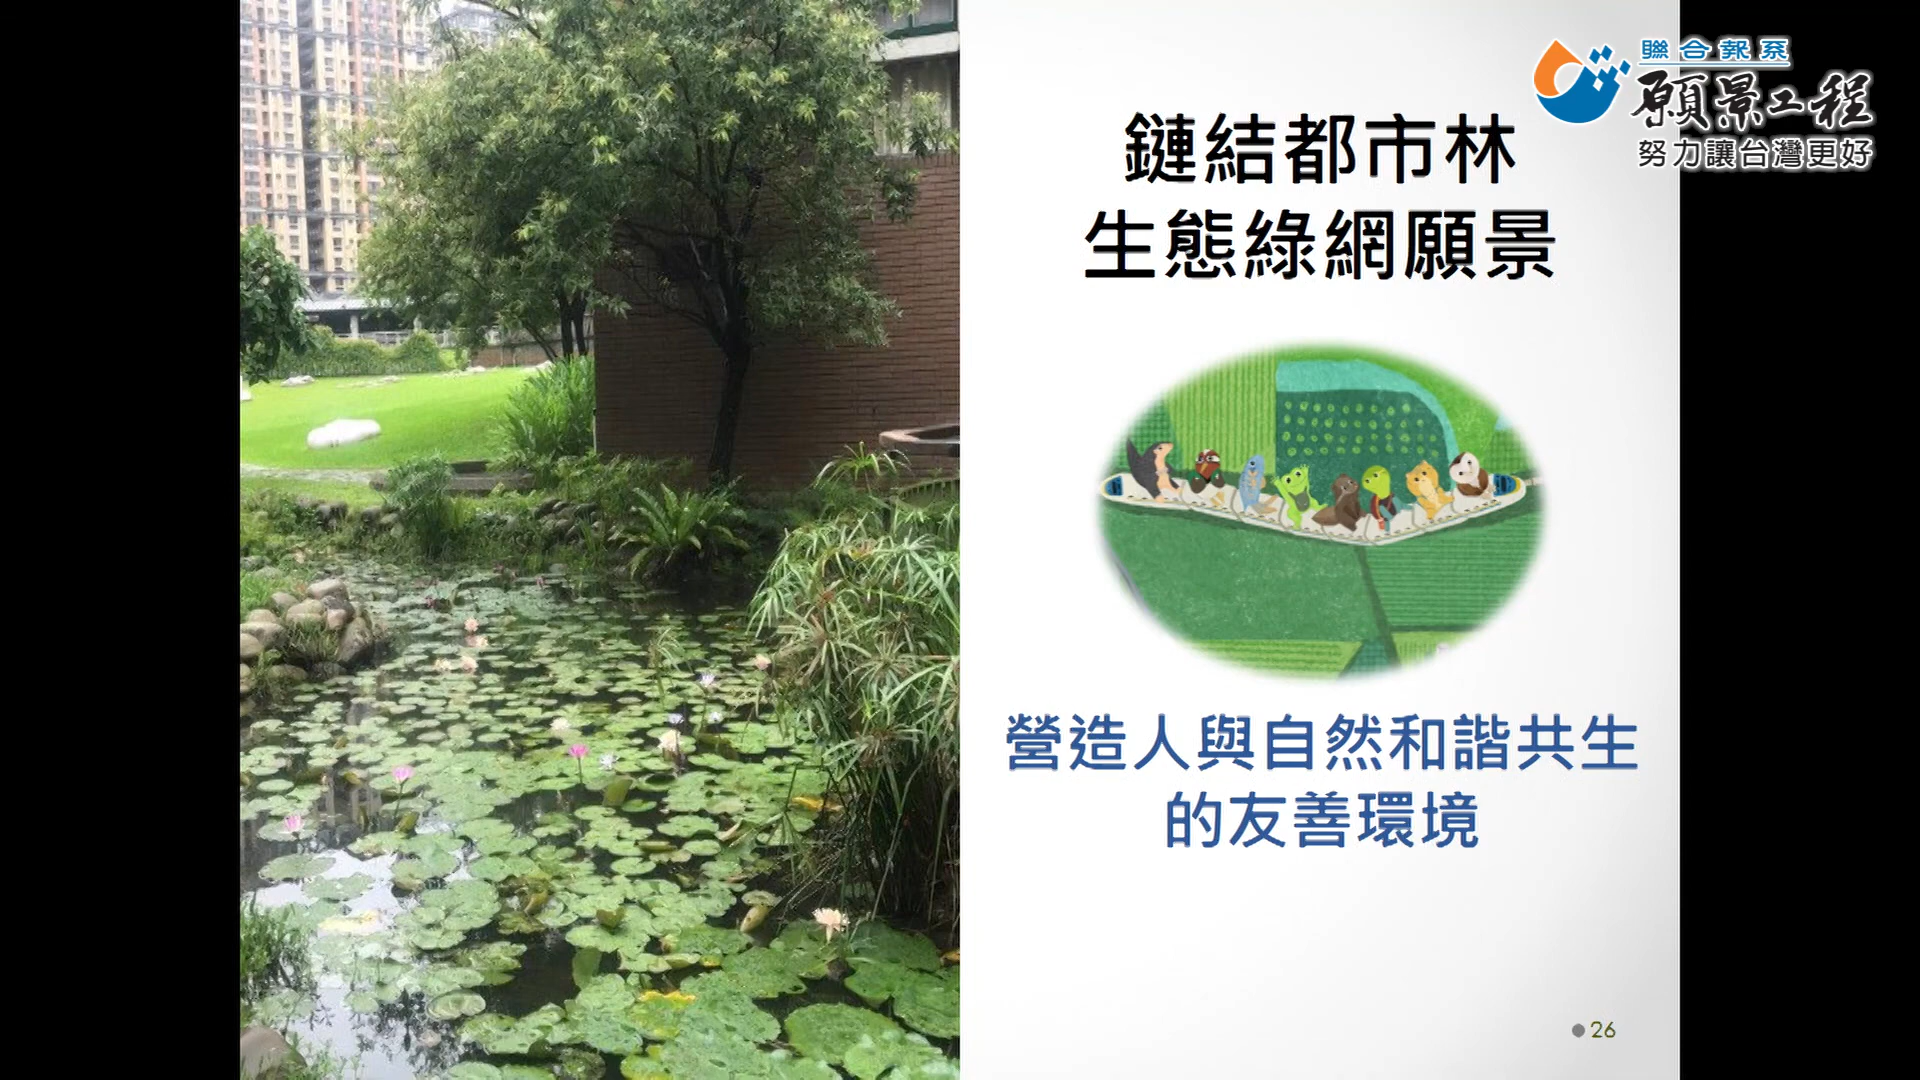 聯合報系
願景工程
努力讓台灣更好
鏈結都市林
生態綠網願景
營造人與自然和諧共生
的友善環境
26